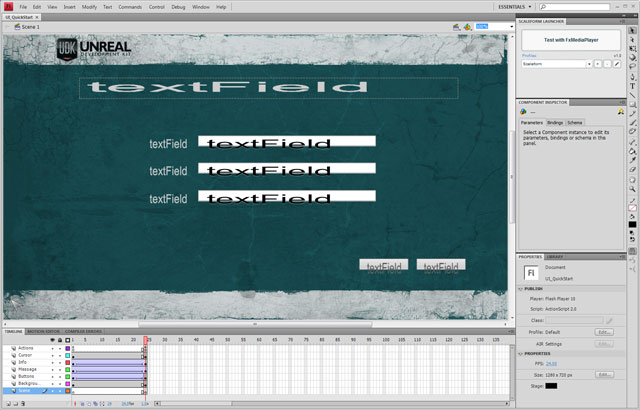 File Edit View Insert Modify Text Commands Control Debug Window Help
ESSENTIALS
UI_QuickStart
Scene 1
UDK UNREAL
DEVELOPMENT KIT
textField
textField textField
textField textField
textField textField
textField textField
SCALEFORM LAUNCHER
Test with FxMediaPlayer
Profiles
Scaleform
COMPONENT INSPECTOR
Parameters Bindings Schema
Select a Component instance to edit its
parameters, bindings or schema in this
panel.
PROPERTIES LIBRARY
Fl
Document
UI_QuickStart
PUBLISH
Player: Flash Player 10
Script: ActionScript 2.0
Class:
Profile: Default Edit...
AIR Settings Edit...
PROPERTIES
FPS: 24.00
Size: 1280 x 720 px Edit...
Stage:
TIMELINE MOTION EDITOR COMPILER ERRORS
Actions
Cursor
Info
Message
Buttons
Backgrou...
Scene